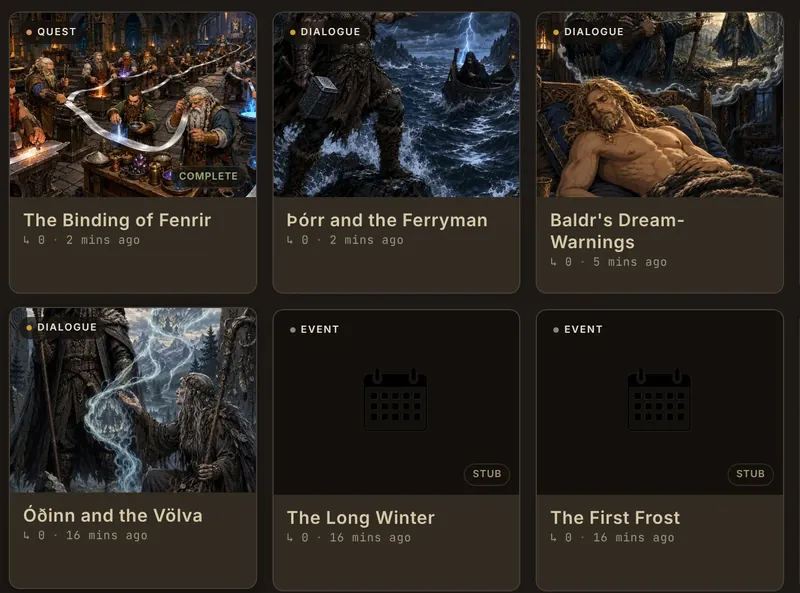 QUEST
COMPLETE
The Binding of Fenrir
↳ 0 · 2 mins ago
DIALOGUE
Þórr and the Ferryman
↳ 0 · 2 mins ago
DIALOGUE
Baldr's Dream-
Warnings
↳ 0 · 5 mins ago
DIALOGUE
Óðinn and the Völva
↳ 0 · 16 mins ago
EVENT
STUB
The Long Winter
↳ 0 · 16 mins ago
EVENT
STUB
The First Frost
↳ 0 · 16 mins ago